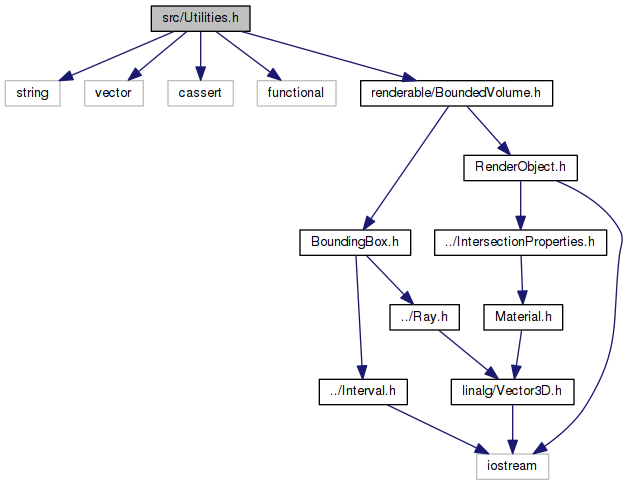 src/Utilities.h
string
vector
cassert
functional
renderable/BoundedVolume.h
RenderObject.h
BoundingBox.h
../IntersectionProperties.h
../Ray.h
Material.h
../Interval.h
linalg/Vector3D.h
iostream